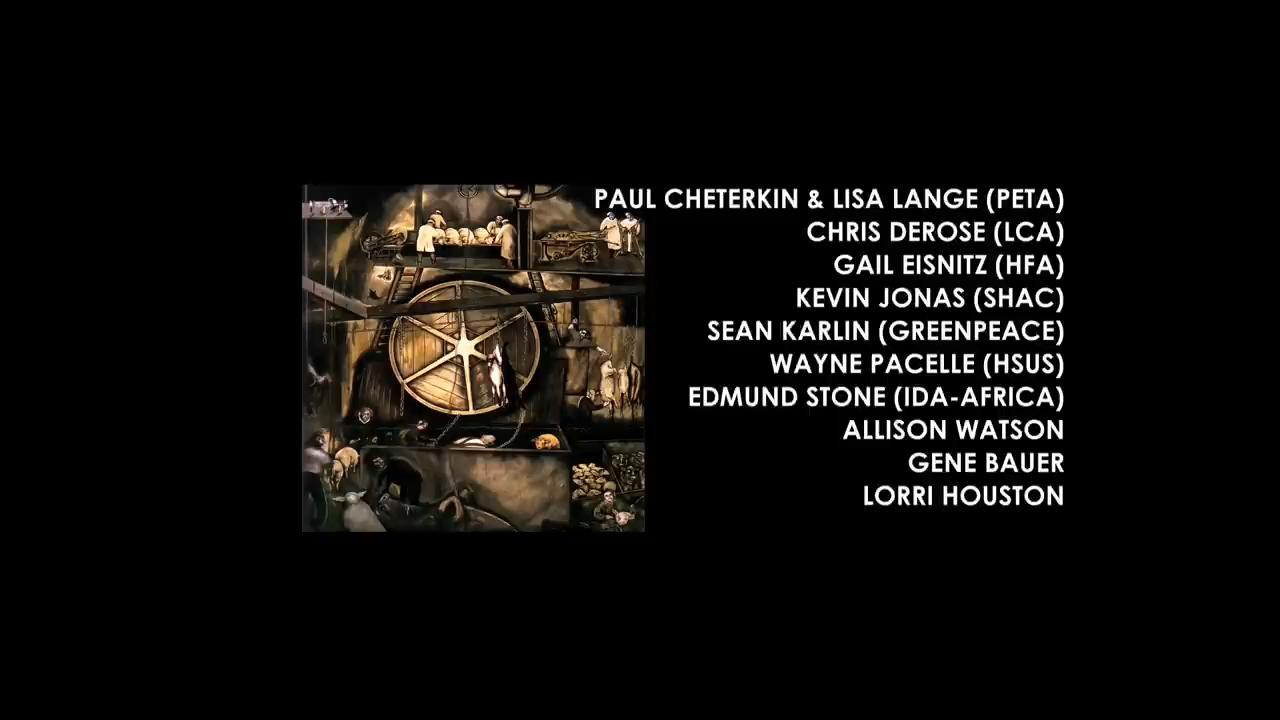 PAUL CHETERKIN & LISA LANGE (PETA)
CHRIS DEROSE (LCA)
GAIL EISNITZ (HFA)
KEVIN JONAS (SHAC)
SEAN KARLIN (GREENPEACE)
WAYNE PACELLE (HSUS)
EDMUND STONE (IDA-AFRICA)
ALLISON WATSON
GENE BAUER
LORRI HOUSTON